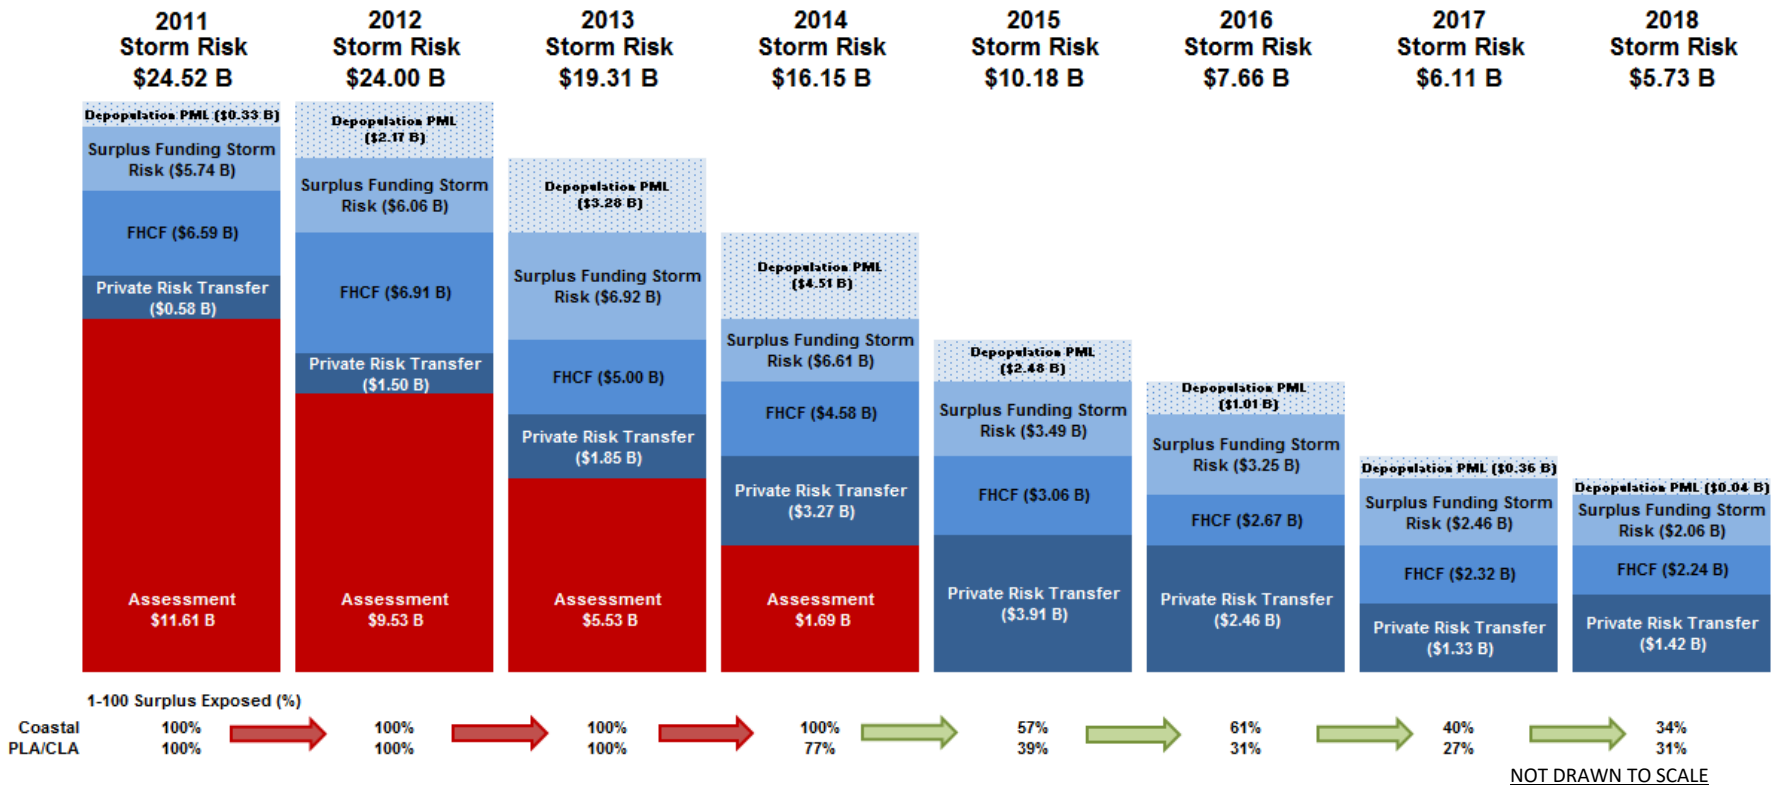 2011
Storm Risk
$24.52 B
Depopulation PML ($0.33 B)
Surplus Funding Storm
Risk ($5.74 B)
FHCF ($6.59 B)
Private Risk Transfer
($0.58 B)
Assessment
$11.61 B
2012
Storm Risk
$24.00 B
Depopulation PML
($2.17 B)
Surplus Funding Storm
Risk ($6.06 B)
FHCF ($6.91 B)
Private Risk Transfer
($1.50 B)
Assessment
$9.53 B
2013
Storm Risk
$19.31 B
Depopulation PML
($3.28 B)
Surplus Funding Storm
Risk ($6.92 B)
FHCF ($5.00 B)
Private Risk Transfer
($1.85 B)
Assessment
$5.53 B
2014
Storm Risk
$16.15 B
Depopulation PML
($4.51 B)
Surplus Funding Storm
Risk ($6.61 B)
FHCF ($4.58 B)
Private Risk Transfer
($3.27 B)
Assessment
$1.69 B
2015
Storm Risk
$10.18 B
Depopulation PML
($2.48 B)
Surplus Funding Storm
Risk ($3.49 B)
FHCF ($3.06 B)
Private Risk Transfer
($3.91 B)
2016
Storm Risk
$7.66 B
Depopulation PML
($1.01 B)
Surplus Funding Storm
Risk ($3.25 B)
FHCF ($2.67 B)
Private Risk Transfer
($2.46 B)
2017
Storm Risk
$6.11 B
Depopulation PML ($0.36 B)
Surplus Funding Storm
Risk ($2.46 B)
FHCF ($2.32 B)
Private Risk Transfer
($1.33 B)
2018
Storm Risk
$5.73 B
Depopulation PML ($0.04 B)
Surplus Funding Storm
Risk ($2.06 B)
FHCF ($2.24 B)
Private Risk Transfer
($1.42 B)
1-100 Surplus Exposed (%)
Coastal 100% 100% 100% 100% 57% 61% 40% 34%
PLA/CLA 100% 100% 100% 77% 39% 31% 27% 31%
NOT DRAWN TO SCALE